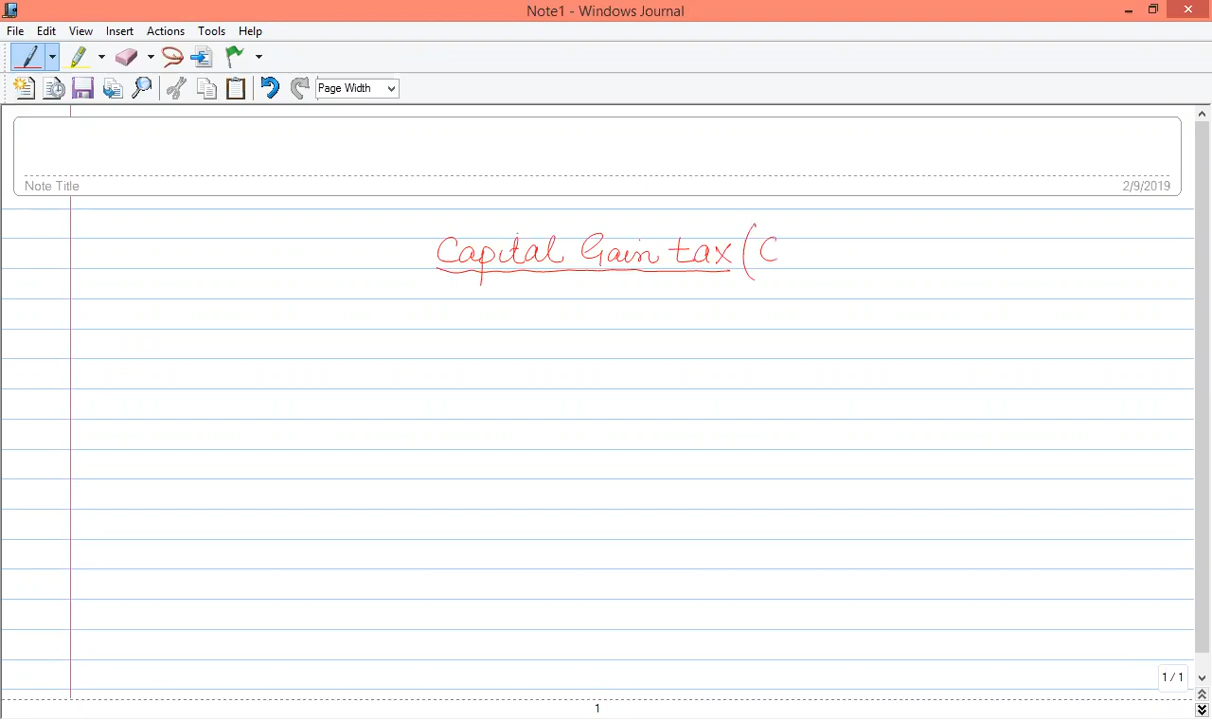 Note1 - Windows Journal
File Edit View Insert Actions Tools Help
Page Width
Note Title 2/9/2019
Capital Gain tax (C
1 / 1
1